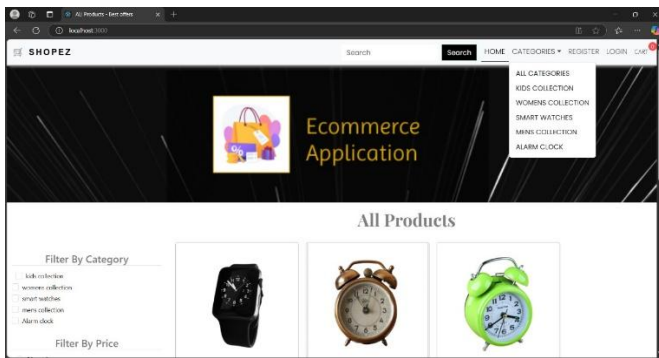 All Products - Best offers
localhost:3000
SHOPEZ
Search
Search
HOME
CATEGORIES
REGISTER
LOGIN
CART
0
ALL CATEGORIES
KIDS COLLECTION
WOMENS COLLECTION
SMART WATCHES
MENS COLLECTION
ALARM CLOCK
%
Ecommerce
Application
All Products
Filter By Category
kids collection
womens collection
smart watches
mens collection
Alarm clock
Filter By Price